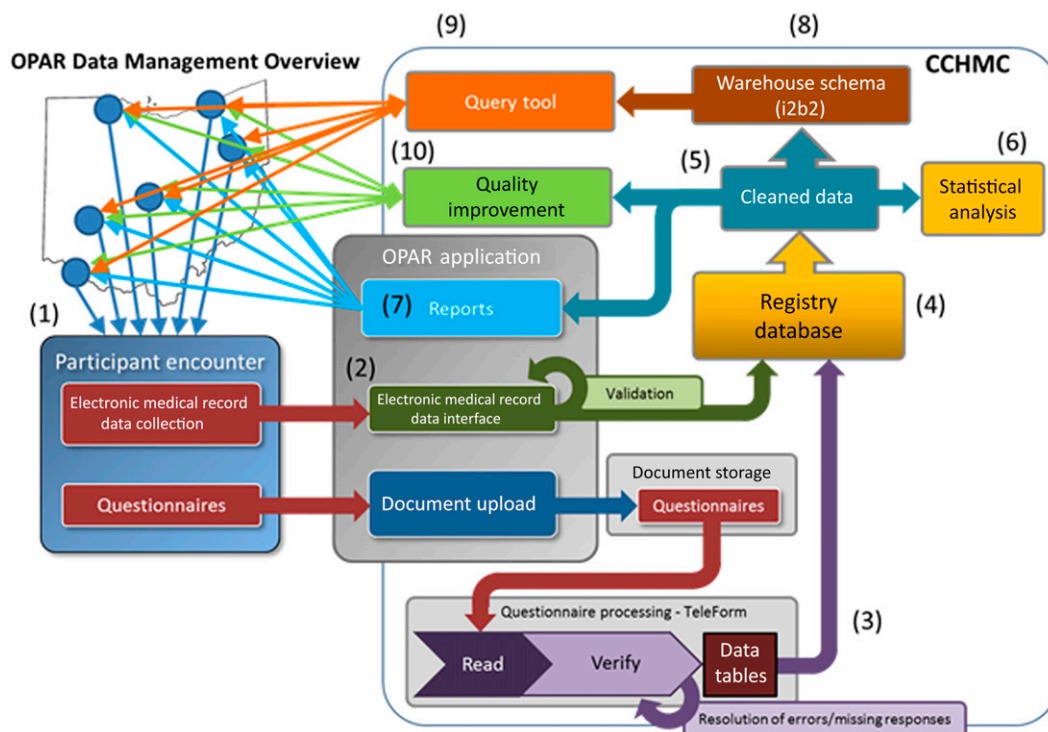 (9)
(8)
OPAR Data Management Overview
CCHMC
Query tool
Warehouse schema
(i2b2)
(10)
(5)
(6)
Quality
improvement
Cleaned data
Statistical
analysis
OPAR application
(7)
Reports
Registry
database
(4)
(1)
Participant encounter
(2)
Electronic medical record
data collection
Electronic medical record
data interface
Validation
Questionnaires
Document upload
Document storage
Questionnaires
Questionnaire processing - TeleForm
(3)
Read
Verify
Data
tables
Resolution of errors/missing responses